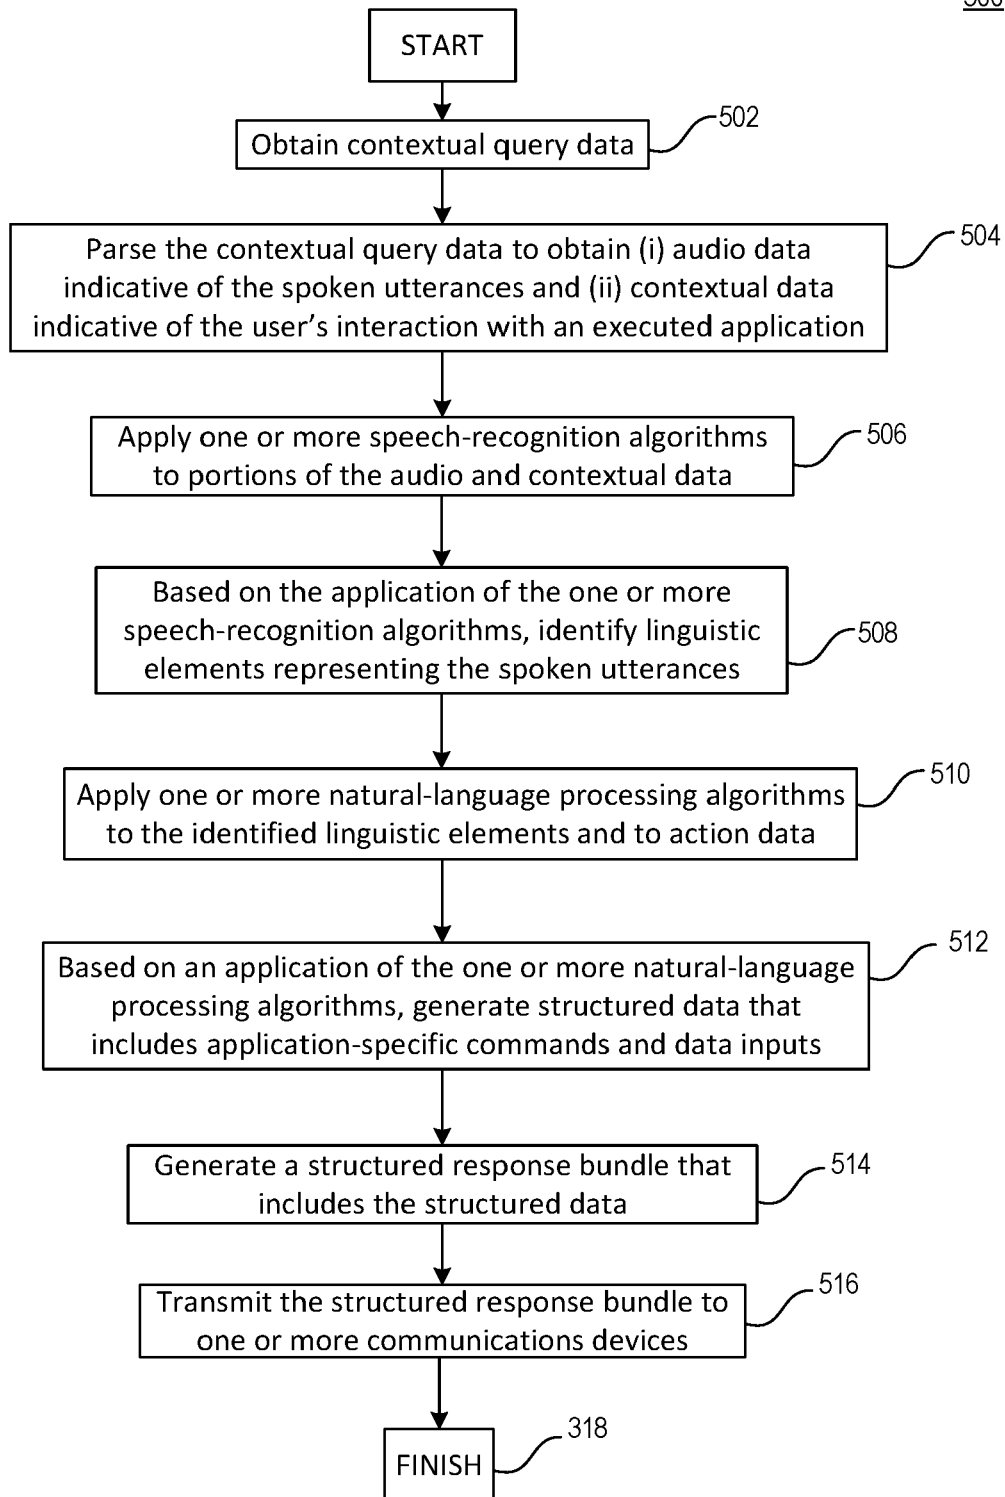 START
Obtain contextual query data
502
Parse the contextual query data to obtain (i) audio data
indicative of the spoken utterances and (ii) contextual data
indicative of the user's interaction with an executed application
504
Apply one or more speech-recognition algorithms
to portions of the audio and contextual data
506
Based on the application of the one or more
speech-recognition algorithms, identify linguistic
elements representing the spoken utterances
508
Apply one or more natural-language processing algorithms
to the identified linguistic elements and to action data
510
Based on an application of the one or more natural-language
processing algorithms, generate structured data that
includes application-specific commands and data inputs
512
Generate a structured response bundle that
includes the structured data
514
Transmit the structured response bundle to
one or more communications devices
516
FINISH
318